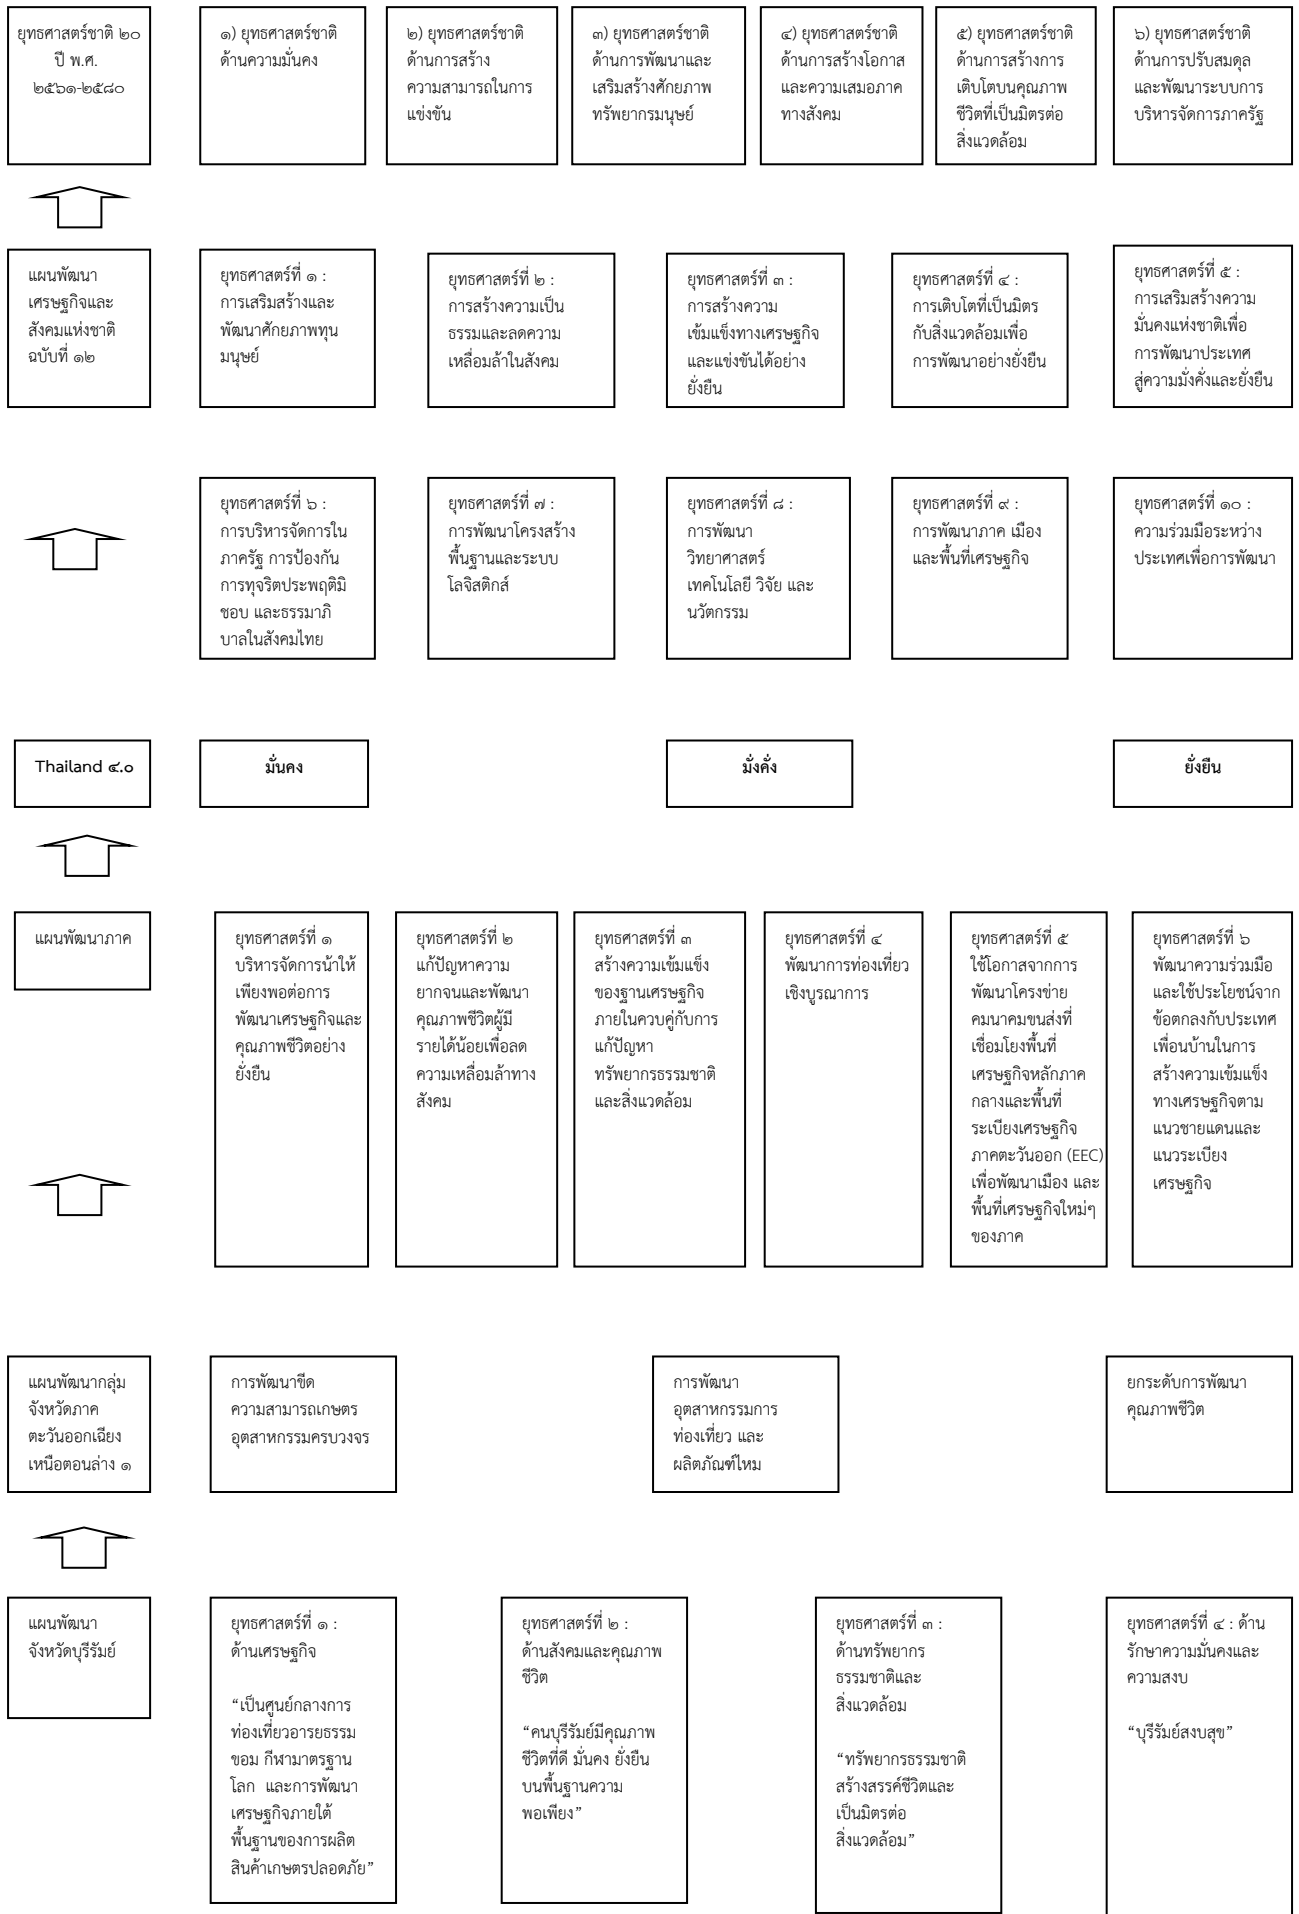 ยุทธศาสตร์ชาติ ๒๐
ปี พ.ศ.
๒๕๖๑-๒๕๘๐
๑) ยุทธศาสตร์ชาติ
ด้านความมั่นคง
๒) ยุทธศาสตร์ชาติ
ด้านการสร้าง
ความสามารถในการ
แข่งขัน
๓) ยุทธศาสตร์ชาติ
ด้านการพัฒนาและ
เสริมสร้างศักยภาพ
ทรัพยากรมนุษย์
๔) ยุทธศาสตร์ชาติ
ด้านการสร้างโอกาส
และความเสมอภาค
ทางสังคม
๕) ยุทธศาสตร์ชาติ
ด้านการสร้างการ
เติบโตบนคุณภาพ
ชีวิตที่เป็นมิตรต่อ
สิ่งแวดล้อม
๖) ยุทธศาสตร์ชาติ
ด้านการปรับสมดุล
และพัฒนาระบบการ
บริหารจัดการภาครัฐ
แผนพัฒนา
เศรษฐกิจและ
สังคมแห่งชาติ
ฉบับที่ ๑๒
ยุทธศาสตร์ที่ ๑ :
การเสริมสร้างและ
พัฒนาศักยภาพทุน
มนุษย์
ยุทธศาสตร์ที่ ๒ :
การสร้างความเป็น
ธรรมและลดความ
เหลื่อมล้ำในสังคม
ยุทธศาสตร์ที่ ๓ :
การสร้างความ
เข้มแข็งทางเศรษฐกิจ
และแข่งขันได้อย่าง
ยั่งยืน
ยุทธศาสตร์ที่ ๔ :
การเติบโตที่เป็นมิตร
กับสิ่งแวดล้อมเพื่อ
การพัฒนาอย่างยั่งยืน
ยุทธศาสตร์ที่ ๕ :
การเสริมสร้างความ
มั่นคงแห่งชาติเพื่อ
การพัฒนาประเทศ
สู่ความมั่งคั่งและยั่งยืน
ยุทธศาสตร์ที่ ๖ :
การบริหารจัดการใน
ภาครัฐ การป้องกัน
การทุจริตประพฤติมิ
ชอบ และธรรมาภิ
บาลในสังคมไทย
ยุทธศาสตร์ที่ ๗ :
การพัฒนาโครงสร้าง
พื้นฐานและระบบ
โลจิสติกส์
ยุทธศาสตร์ที่ ๘ :
การพัฒนา
วิทยาศาสตร์
เทคโนโลยี วิจัย และ
นวัตกรรม
ยุทธศาสตร์ที่ ๙ :
การพัฒนาภาค เมือง
และพื้นที่เศรษฐกิจ
ยุทธศาสตร์ที่ ๑๐ :
ความร่วมมือระหว่าง
ประเทศเพื่อการพัฒนา
Thailand ๔.๐
มั่นคง
มั่งคั่ง
ยั่งยืน
แผนพัฒนาภาค
ยุทธศาสตร์ที่ ๑
บริหารจัดการน้ำให้
เพียงพอต่อการ
พัฒนาเศรษฐกิจและ
คุณภาพชีวิตอย่าง
ยั่งยืน
ยุทธศาสตร์ที่ ๒
แก้ปัญหาความ
ยากจนและพัฒนา
คุณภาพชีวิตผู้มี
รายได้น้อยเพื่อลด
ความเหลื่อมล้ำทาง
สังคม
ยุทธศาสตร์ที่ ๓
สร้างความเข้มแข็ง
ของฐานเศรษฐกิจ
ภายในควบคู่กับการ
แก้ปัญหา
ทรัพยากรธรรมชาติ
และสิ่งแวดล้อม
ยุทธศาสตร์ที่ ๔
พัฒนาการท่องเที่ยว
เชิงบูรณาการ
ยุทธศาสตร์ที่ ๕
ใช้โอกาสจากการ
พัฒนาโครงข่าย
คมนาคมขนส่งที่
เชื่อมโยงพื้นที่
เศรษฐกิจหลักภาค
กลางและพื้นที่
ระเบียงเศรษฐกิจ
ภาคตะวันออก (EEC)
เพื่อพัฒนาเมือง และ
พื้นที่เศรษฐกิจใหม่ๆ
ของภาค
ยุทธศาสตร์ที่ ๖
พัฒนาความร่วมมือ
และใช้ประโยชน์จาก
ข้อตกลงกับประเทศ
เพื่อนบ้านในการ
สร้างความเข้มแข็ง
ทางเศรษฐกิจตาม
แนวชายแดนและ
แนวระเบียง
เศรษฐกิจ
แผนพัฒนากลุ่ม
จังหวัดภาค
ตะวันออกเฉียง
เหนือตอนล่าง ๑
การพัฒนาขีด
ความสามารถเกษตร
อุตสาหกรรมครบวงจร
การพัฒนา
อุตสาหกรรมการ
ท่องเที่ยว และ
ผลิตภัณฑ์ไหม
ยกระดับการพัฒนา
คุณภาพชีวิต
แผนพัฒนา
จังหวัดบุรีรัมย์
ยุทธศาสตร์ที่ ๑ :
ด้านเศรษฐกิจ
“เป็นศูนย์กลางการ
ท่องเที่ยวอารยธรรม
ขอม กีฬามาตรฐาน
โลก และการพัฒนา
เศรษฐกิจภายใต้
พื้นฐานของการผลิต
สินค้าเกษตรปลอดภัย”
ยุทธศาสตร์ที่ ๒ :
ด้านสังคมและคุณภาพ
ชีวิต
“คนบุรีรัมย์มีคุณภาพ
ชีวิตที่ดี มั่นคง ยั่งยืน
บนพื้นฐานความ
พอเพียง”
ยุทธศาสตร์ที่ ๓ :
ด้านทรัพยากร
ธรรมชาติและ
สิ่งแวดล้อม
“ทรัพยากรธรรมชาติ
สร้างสรรค์ชีวิตและ
เป็นมิตรต่อ
สิ่งแวดล้อม”
ยุทธศาสตร์ที่ ๔ : ด้าน
รักษาความมั่นคงและ
ความสงบ
“บุรีรัมย์สงบสุข”